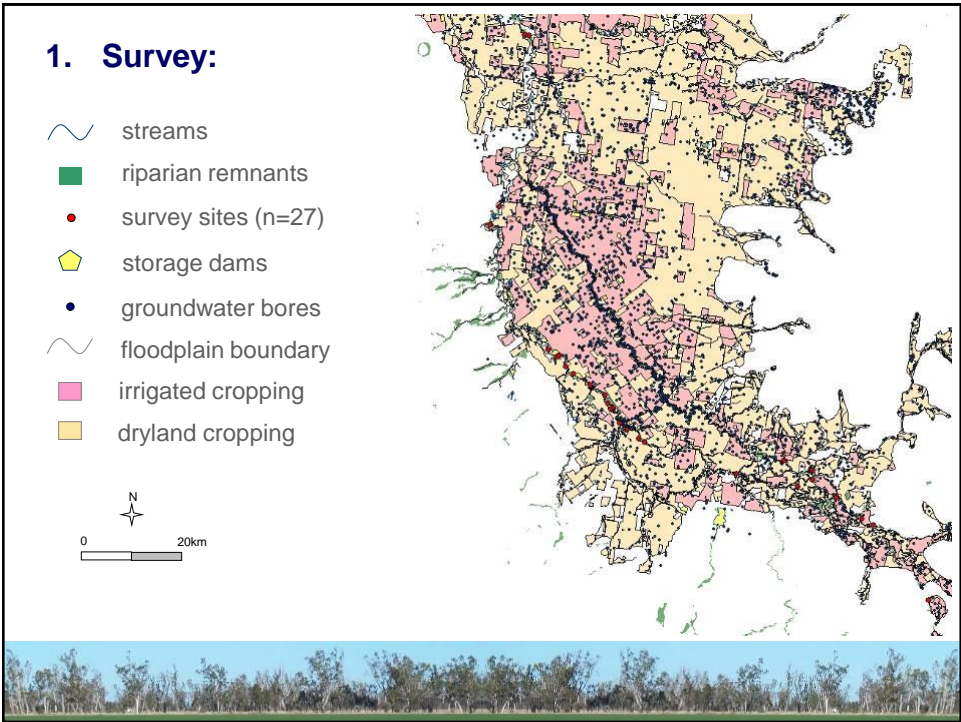 1. Survey:
streams
riparian remnants
survey sites (n=27)
storage dams
groundwater bores
floodplain boundary
irrigated cropping
dryland cropping
N
0 20km